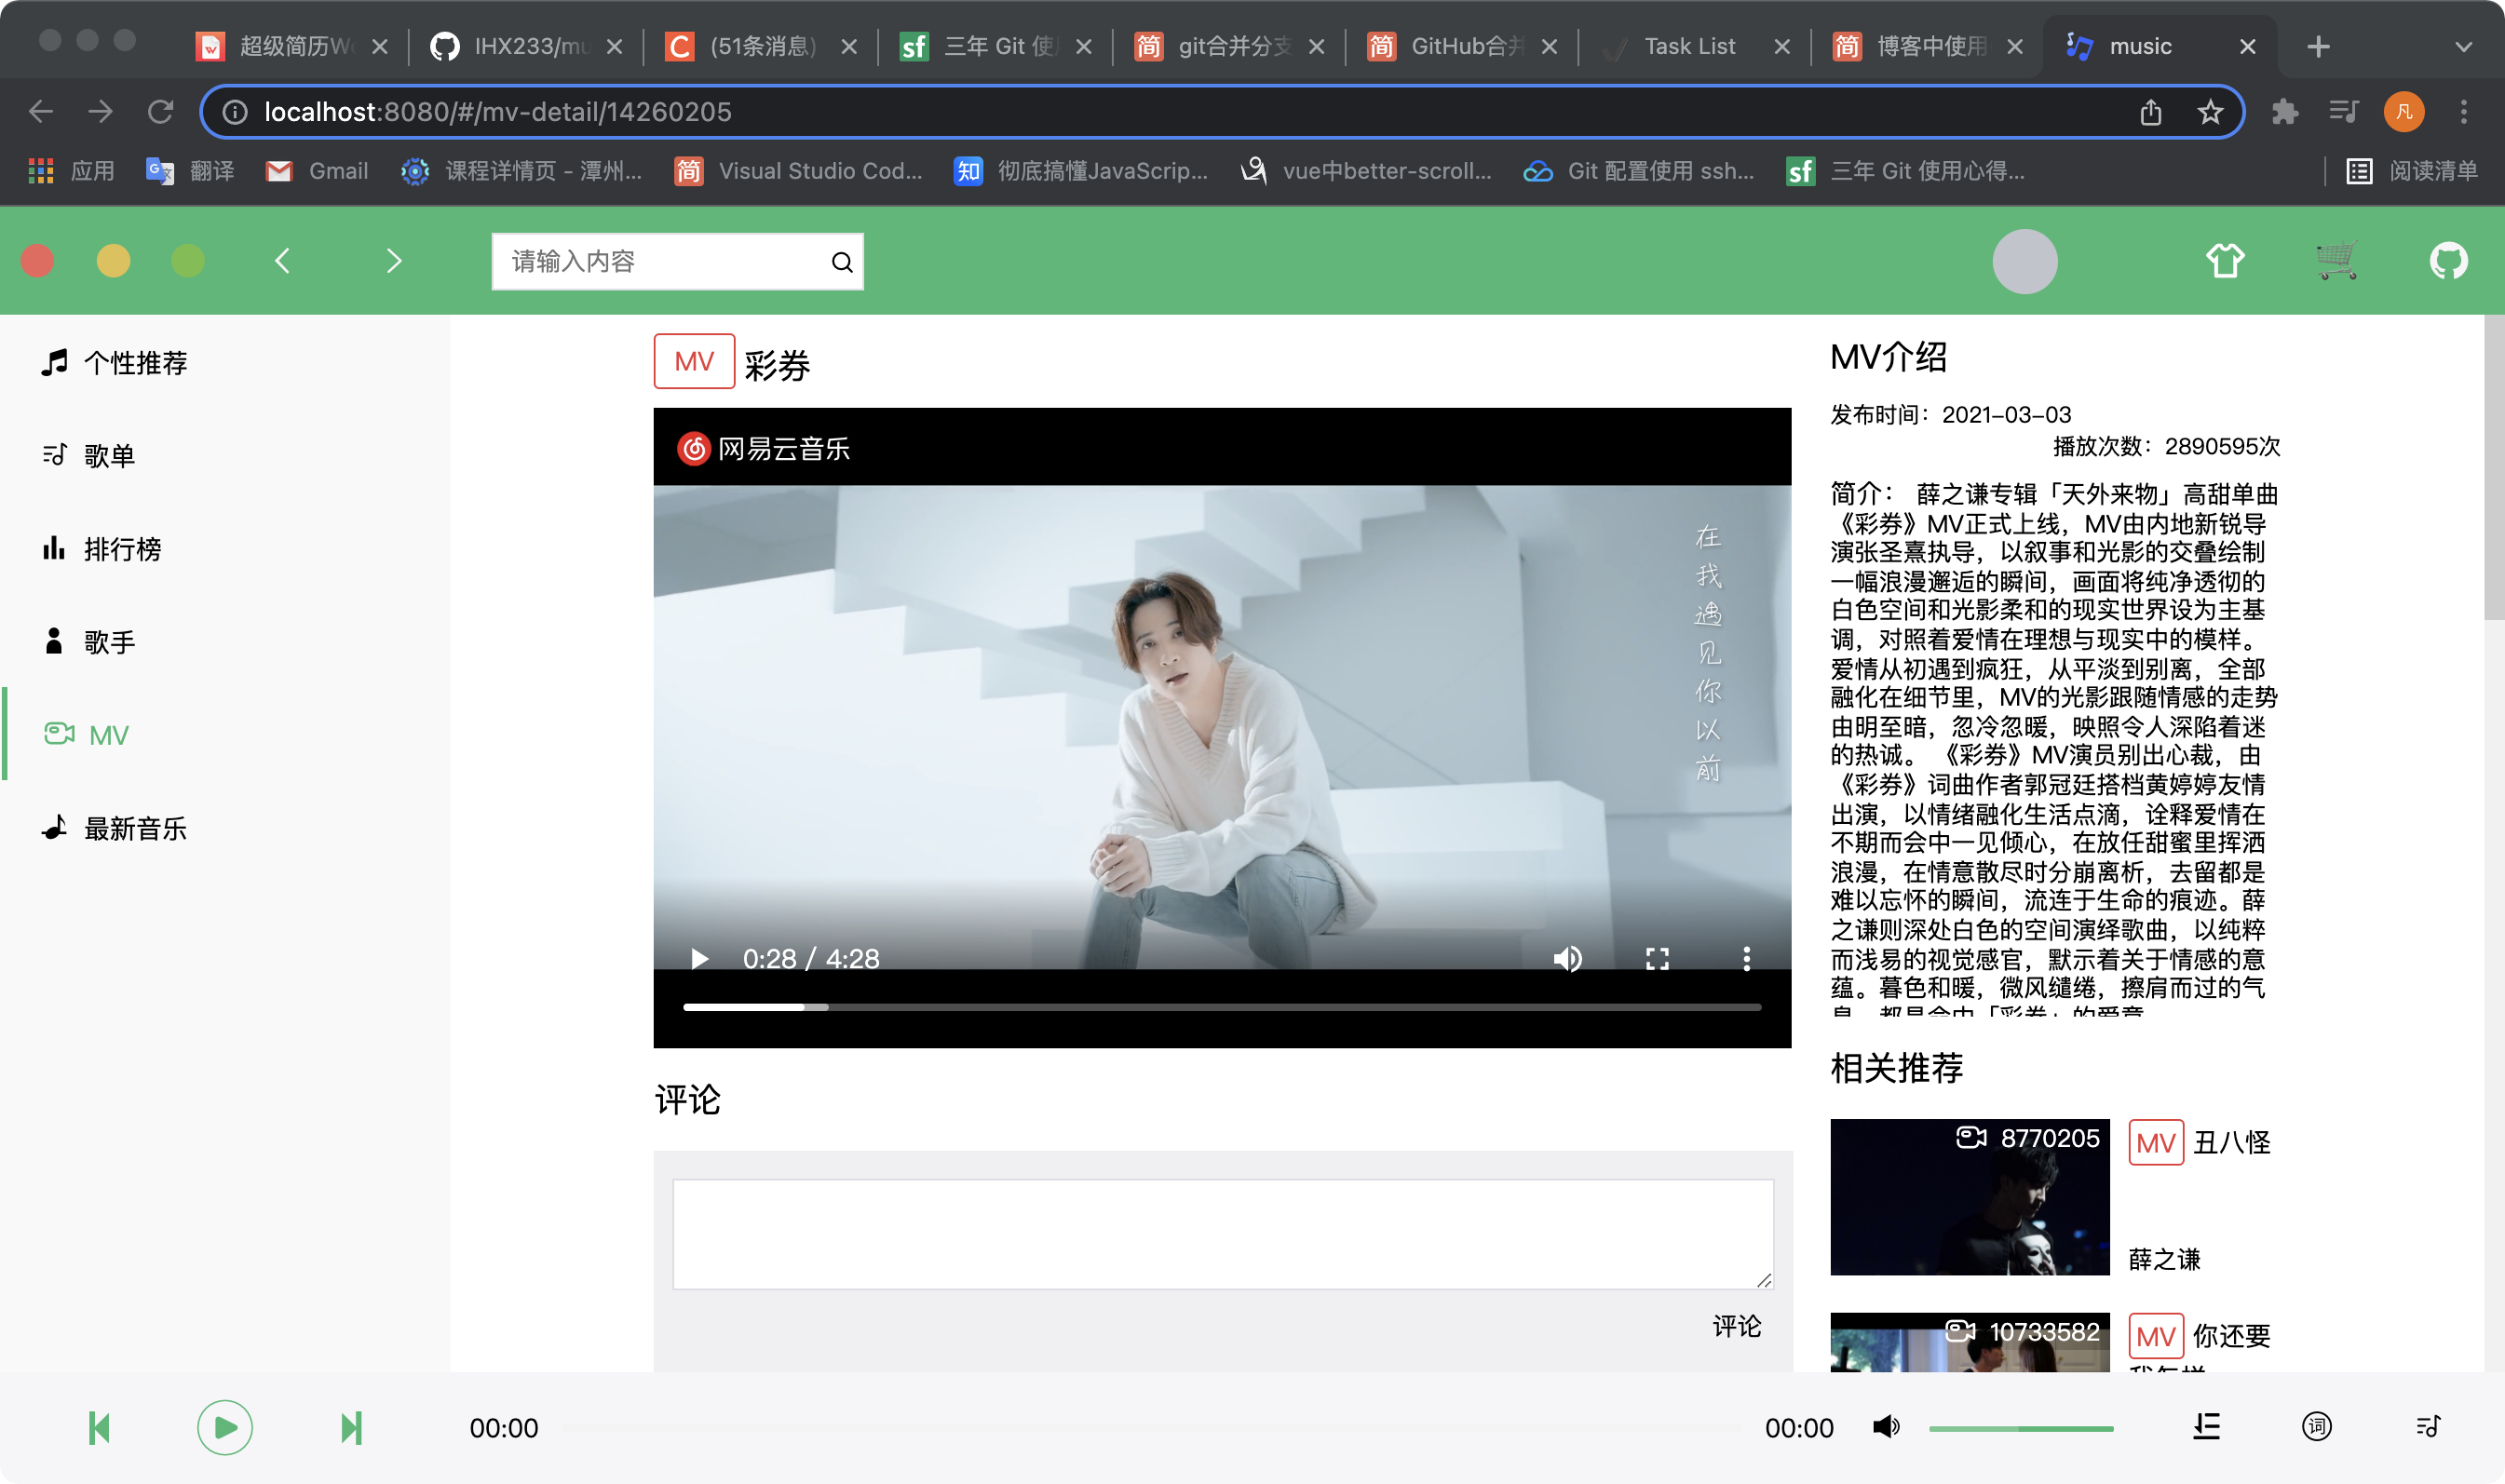 超级简历Wo
IHX233/mu
(51条消息)
三年 Git 使
git合并分支
GitHub合并
Task List
博客中使用
music
localhost:8080/#/mv-detail/14260205
凡
应用
翻译
Gmail
课程详情页 - 潭州...
Visual Studio Cod...
彻底搞懂JavaScrip...
vue中better-scroll...
Git 配置使用 ssh...
三年 Git 使用心得...
阅读清单
请输入内容
个性推荐
歌单
排行榜
歌手
MV
最新音乐
MV 彩券
网易云音乐
在我遇见你以前
0:28 / 4:28
评论
评论
MV介绍
发布时间：2021-03-03
播放次数：2890595次
简介： 薛之谦专辑「天外来物」高甜单曲
《彩券》MV正式上线，MV由内地新锐导
演张圣熹执导，以叙事和光影的交叠绘制
一幅浪漫邂逅的瞬间，画面将纯净透彻的
白色空间和光影柔和的现实世界设为主基
调，对照着爱情在理想与现实中的模样。
爱情从初遇到疯狂，从平淡到别离，全部
融化在细节里，MV的光影跟随情感的走势
由明至暗，忽冷忽暖，映照令人深陷着迷
的热诚。 《彩券》MV演员别出心裁，由
《彩券》词曲作者郭冠廷搭档黄婷婷友情
出演，以情绪融化生活点滴，诠释爱情在
不期而会中一见倾心，在放任甜蜜里挥洒
浪漫，在情意散尽时分崩离析，去留都是
难以忘怀的瞬间，流连于生命的痕迹。薛
之谦则深处白色的空间演绎歌曲，以纯粹
而浅易的视觉感官，默示着关于情感的意
蕴。暮色和暖，微风缱绻，擦肩而过的气
息，都是命中「彩券」的爱意
相关推荐
8770205
MV 丑八怪
薛之谦
10733582
MV 你还要
我怎样
00:00
00:00
词